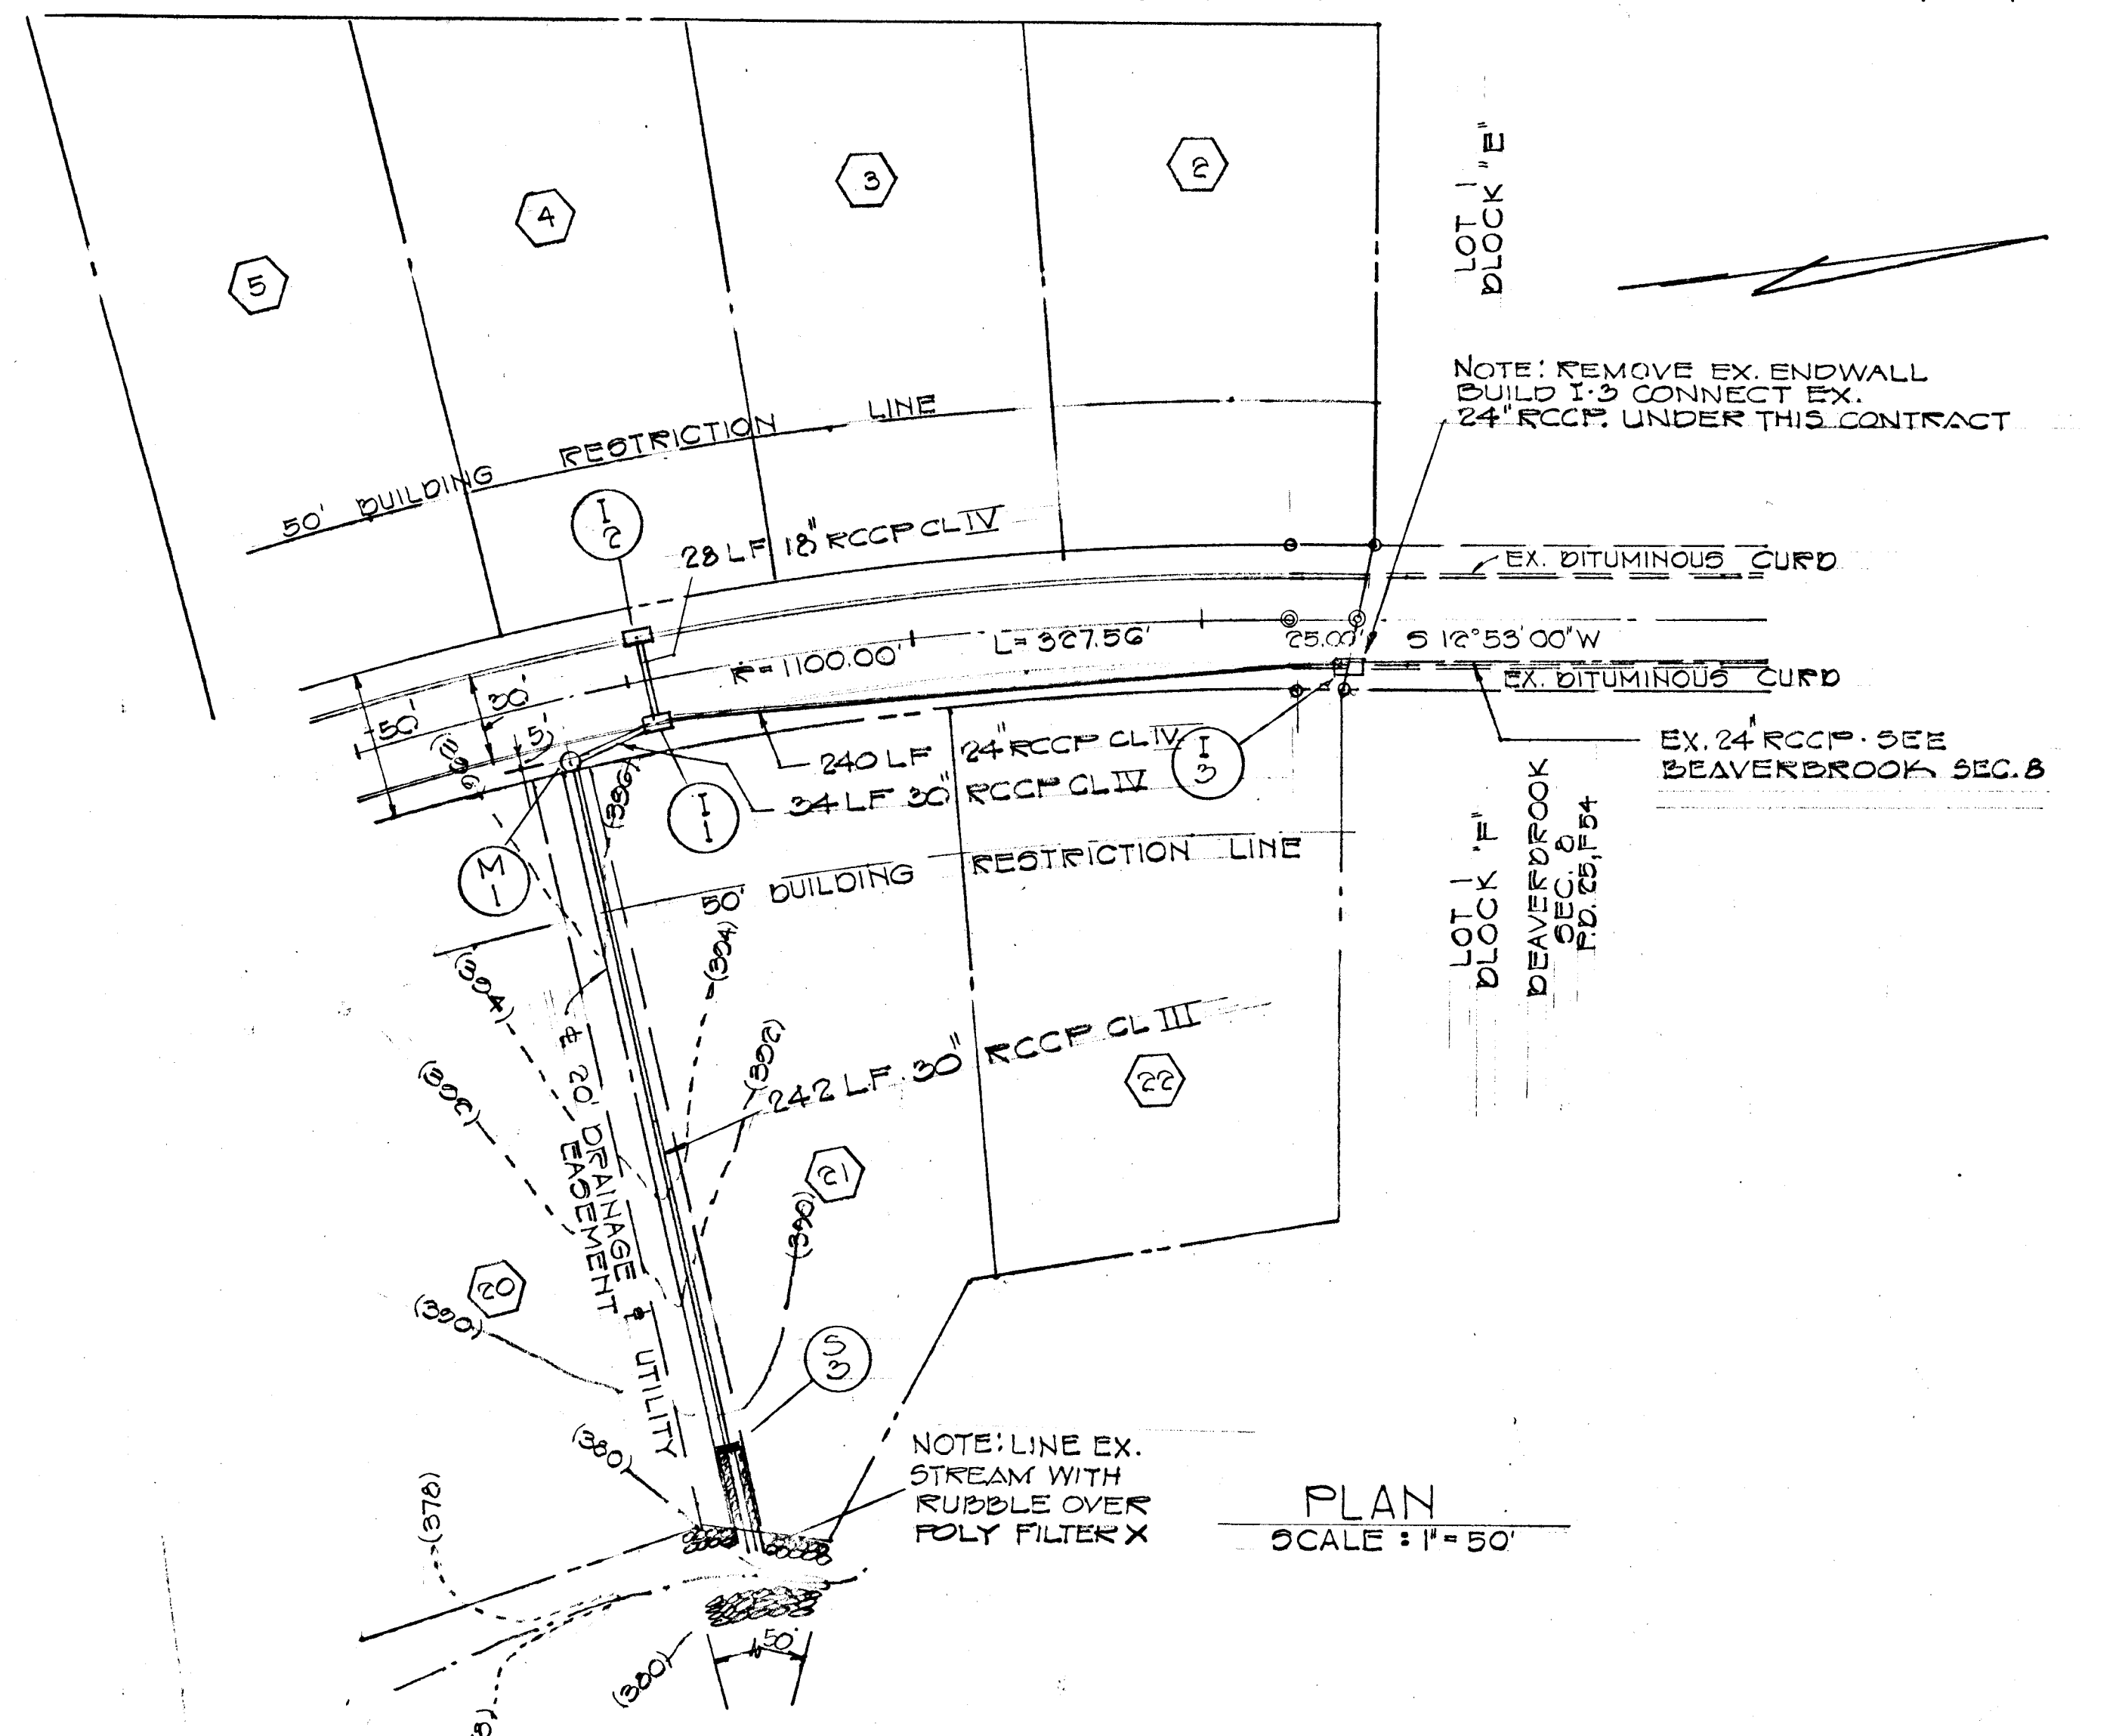 5
4
3
2
LOT 1
BLOCK "E"
NOTE: REMOVE EX. ENDWALL
BUILD I-3 CONNECT EX.
24" RCCP. UNDER THIS CONTRACT
50' BUILDING RESTRICTION LINE
I
2
28 LF 18" RCCP CL IV
EX. BITUMINOUS CURB
R=1100.00'
L=327.56'
25.00'
S 12°53'00"W
EX. BITUMINOUS CURB
50'
30'
5'
(396)
(396)
240 LF 24" RCCP CL IV
34 LF 30" RCCP CL IV
I
3
I
1
M
1
EX. 24" RCCP. SEE
BEAVERBROOK SEC. 8
50' BUILDING RESTRICTION LINE
LOT 1
BLOCK "F"
BEAVERBROOK
SEC. 8
P.B. 25, F54
(394)
(394)
(392)
(392)
242 L.F. 30" RCCP CL III
22
20' DRAINAGE & UTILITY
EASEMENT
21
(390)
20
(390)
S
3
(380)
(378)
NOTE: LINE EX.
STREAM WITH
RUBBLE OVER
POLY FILTER X
PLAN
SCALE : 1" = 50'
50'
(380)